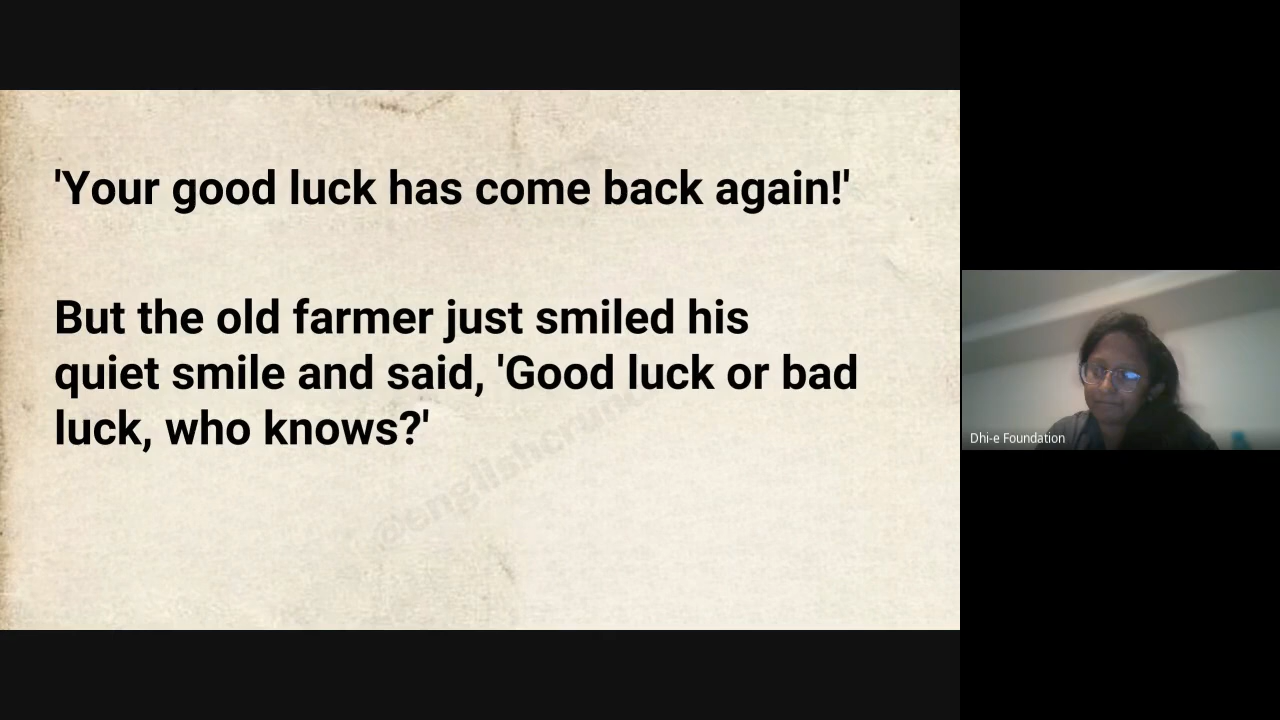 'Your good luck has come back again!'
But the old farmer just smiled his
quiet smile and said, 'Good luck or bad
luck, who knows?'
Dhi-e Foundation